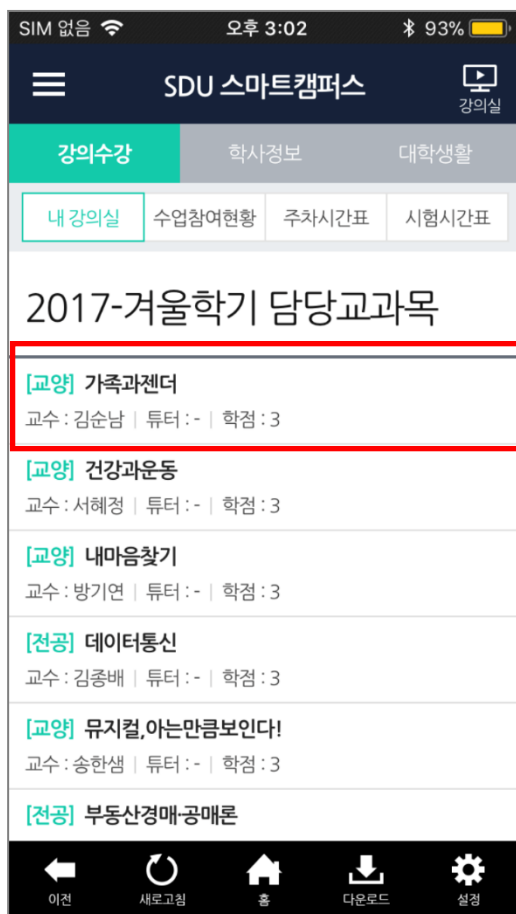 SIM 없음 오후 3:02 93%
SDU 스마트캠퍼스
강의실
강의수강 학사정보 대학생활
내 강의실 수업참여현황 주차시간표 시험시간표
2017-겨울학기 담당교과목
[교양] 가족과젠더
교수 : 김순남 | 튜터 : - | 학점 : 3
[교양] 건강과운동
교수 : 서혜정 | 튜터 : - | 학점 : 3
[교양] 내마음찾기
교수 : 방기연 | 튜터 : - | 학점 : 3
[전공] 데이터통신
교수 : 김종배 | 튜터 : - | 학점 : 3
[교양] 뮤지컬,아는만큼보인다!
교수 : 송한샘 | 튜터 : - | 학점 : 3
[전공] 부동산경매·공매론
이전 새로고침 홈 다운로드 설정